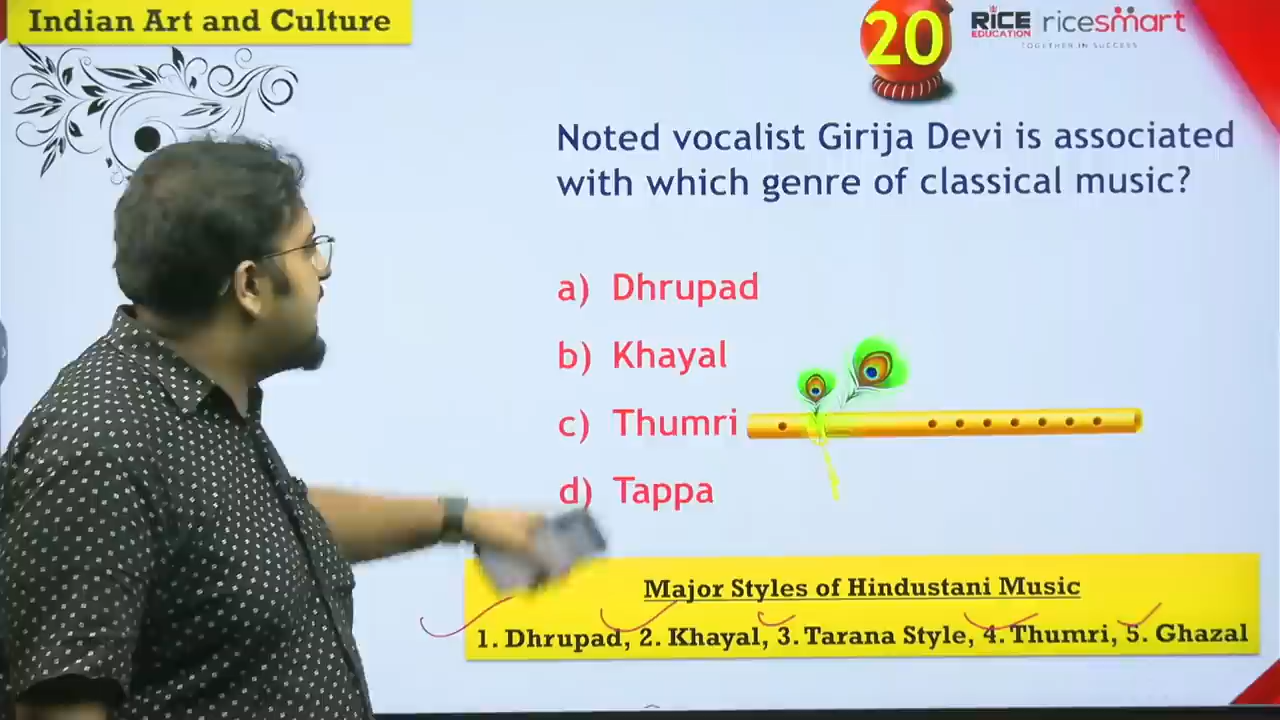 Indian Art and Culture
20
RICE
EDUCATION
ricesmart
TOGETHER IN SUCCESS
Noted vocalist Girija Devi is associated
with which genre of classical music?
a) Dhrupad
b) Khayal
c) Thumri
d) Tappa
Major Styles of Hindustani Music
1. Dhrupad, 2. Khayal, 3. Tarana Style, 4. Thumri, 5. Ghazal